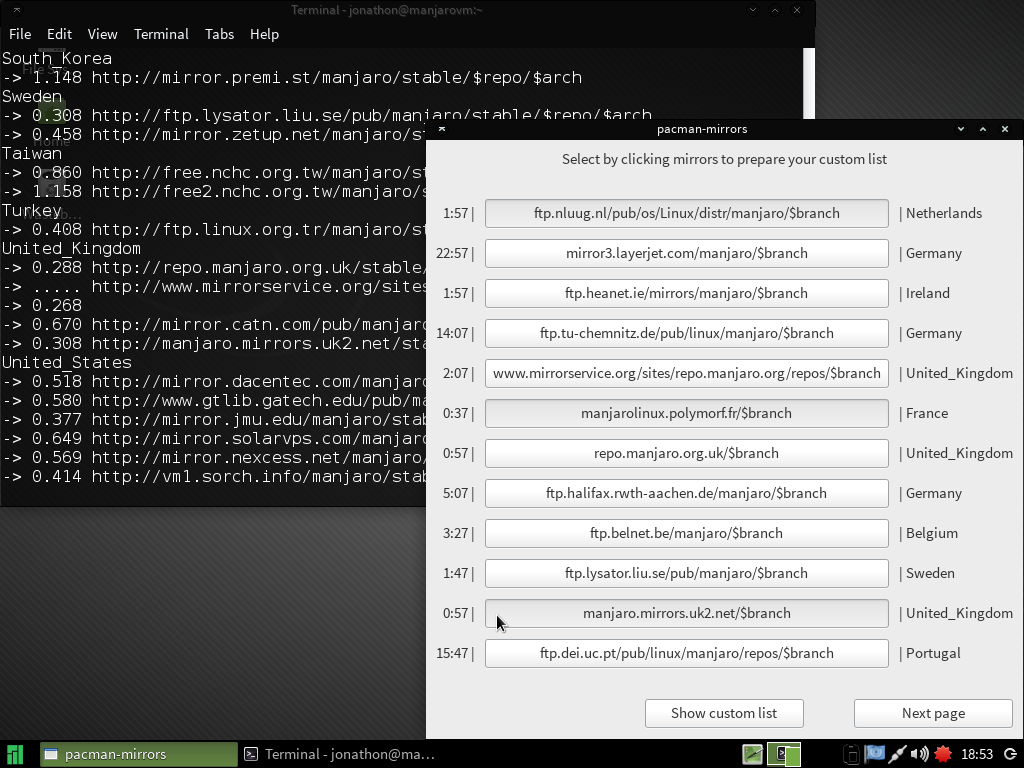 Terminal - jonathon@manjarovm:~
File Edit View Terminal Tabs Help
South_Korea
-> 1.148 http://mirror.premi.st/manjaro/stable/$repo/$arch
Sweden
-> 0.308 http://ftp.lysator.liu.se/pub/manjaro/stable/$repo/$arch
-> 0.458 http://mirror.zetup.net/manjaro/st
Taiwan
-> 0.860 http://free.nchc.org.tw/manjaro/st
-> 1.158 http://free2.nchc.org.tw/manjaro/s
Turkey
-> 0.408 http://ftp.linux.org.tr/manjaro/st
United_Kingdom
-> 0.288 http://repo.manjaro.org.uk/stable/
-> ..... http://www.mirrorservice.org/sites
-> 0.268
-> 0.670 http://mirror.catn.com/pub/manjaro
-> 0.308 http://manjaro.mirrors.uk2.net/sta
United_States
-> 0.518 http://mirror.dacentec.com/manjaro
-> 0.580 http://www.gtlib.gatech.edu/pub/ma
-> 0.377 http://mirror.jmu.edu/manjaro/stab
-> 0.649 http://mirror.solarvps.com/manjaro
-> 0.569 http://mirror.nexcess.net/manjaro/
-> 0.414 http://vm1.sorch.info/manjaro/stab
Home
pacman-mirrors
Select by clicking mirrors to prepare your custom list
1:57 | ftp.nluug.nl/pub/os/Linux/distr/manjaro/$branch | Netherlands
22:57 | mirror3.layerjet.com/manjaro/$branch | Germany
1:57 | ftp.heanet.ie/mirrors/manjaro/$branch | Ireland
14:07 | ftp.tu-chemnitz.de/pub/linux/manjaro/$branch | Germany
2:07 | www.mirrorservice.org/sites/repo.manjaro.org/repos/$branch | United_Kingdom
0:37 | manjarolinux.polymorf.fr/$branch | France
0:57 | repo.manjaro.org.uk/$branch | United_Kingdom
5:07 | ftp.halifax.rwth-aachen.de/manjaro/$branch | Germany
3:27 | ftp.belnet.be/manjaro/$branch | Belgium
1:47 | ftp.lysator.liu.se/pub/manjaro/$branch | Sweden
0:57 | manjaro.mirrors.uk2.net/$branch | United_Kingdom
15:47 | ftp.dei.uc.pt/pub/linux/manjaro/repos/$branch | Portugal
Show custom list Next page
pacman-mirrors Terminal - jonathon@ma... 18:53